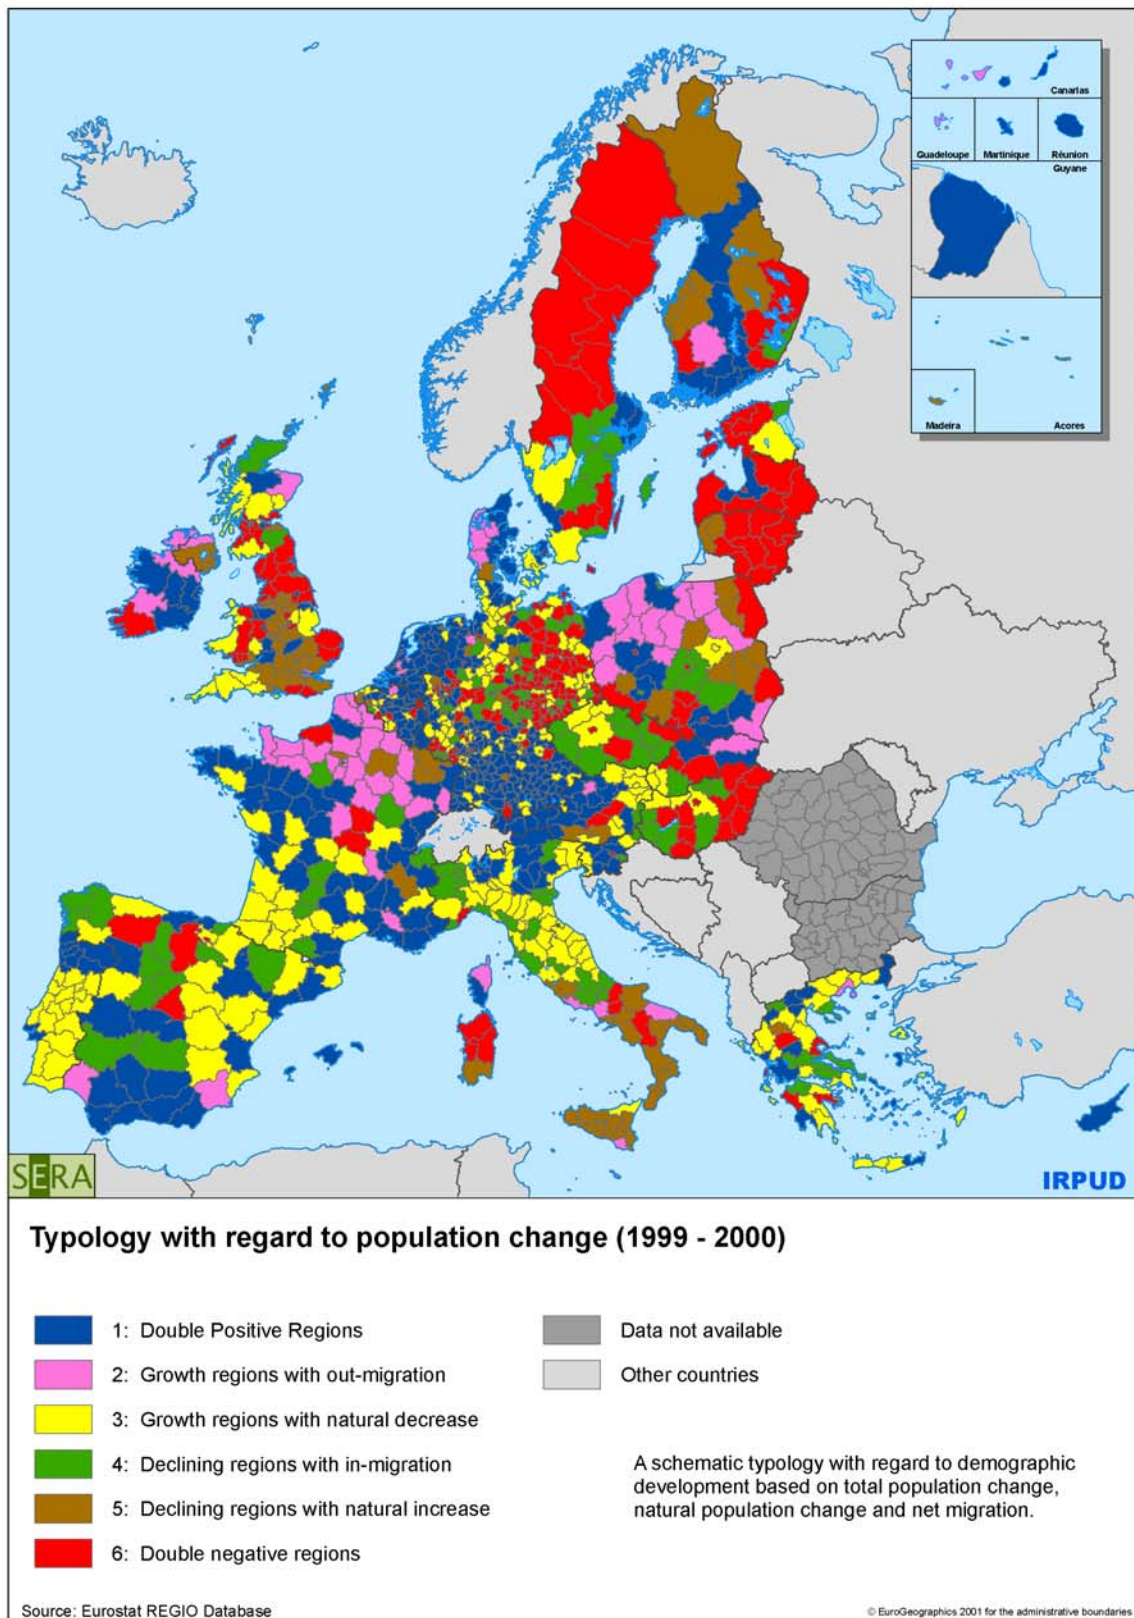 Canarias
Guadeloupe
Martinique
Réunion
Guyane
Madeira
Acores
SERA
IRPUD
Typology with regard to population change (1999 - 2000)
1: Double Positive Regions
2: Growth regions with out-migration
3: Growth regions with natural decrease
4: Declining regions with in-migration
5: Declining regions with natural increase
6: Double negative regions
Data not available
Other countries
A schematic typology with regard to demographic
development based on total population change,
natural population change and net migration.
Source: Eurostat REGIO Database
© EuroGeographics 2001 for the administrative boundaries